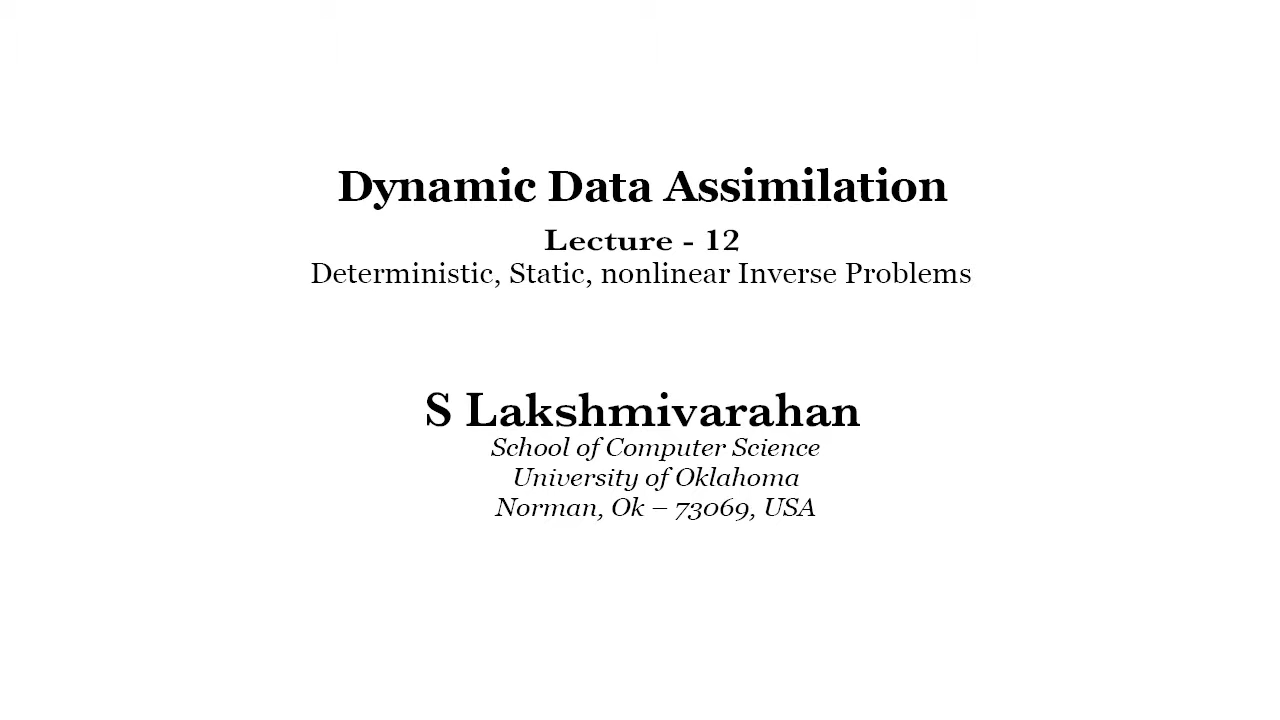 Dynamic Data Assimilation
Lecture - 12
Deterministic, Static, nonlinear Inverse Problems
S Lakshmivarahan
School of Computer Science
University of Oklahoma
Norman, Ok – 73069, USA